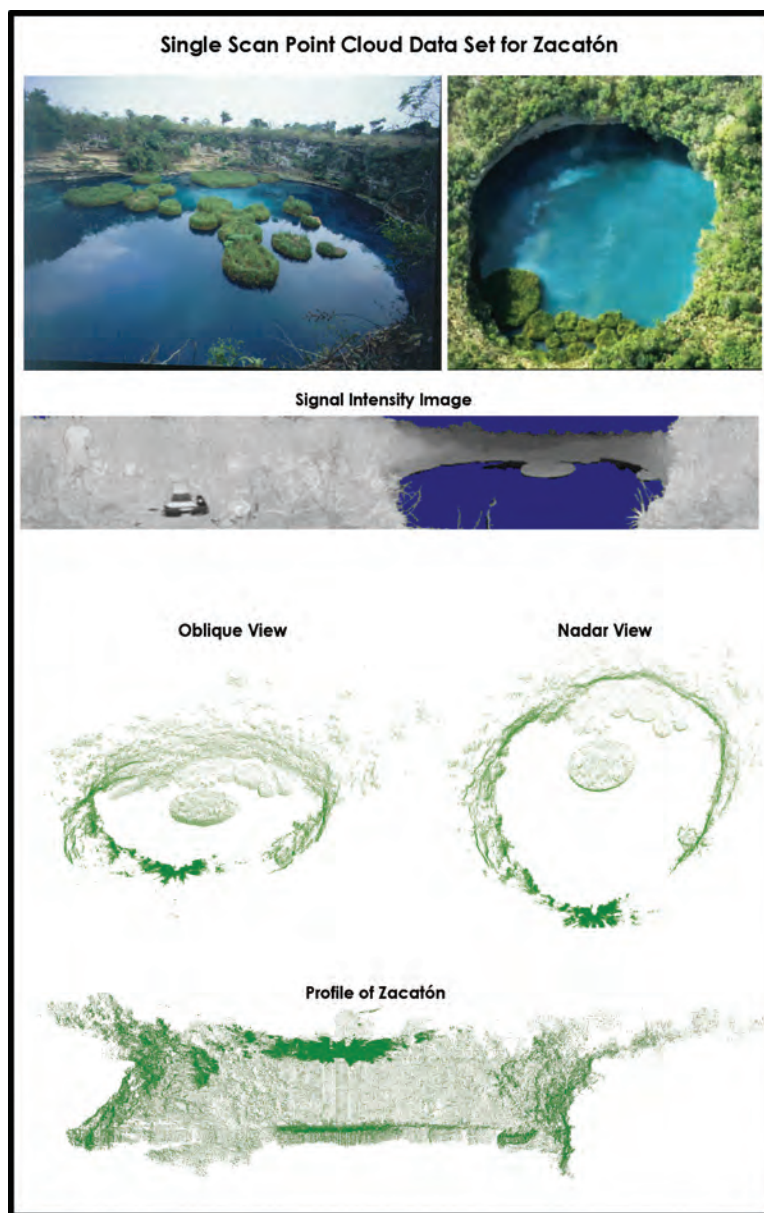 Single Scan Point Cloud Data Set for Zacatón
Signal Intensity Image
Oblique View
Nadar View
Profile of Zacatón